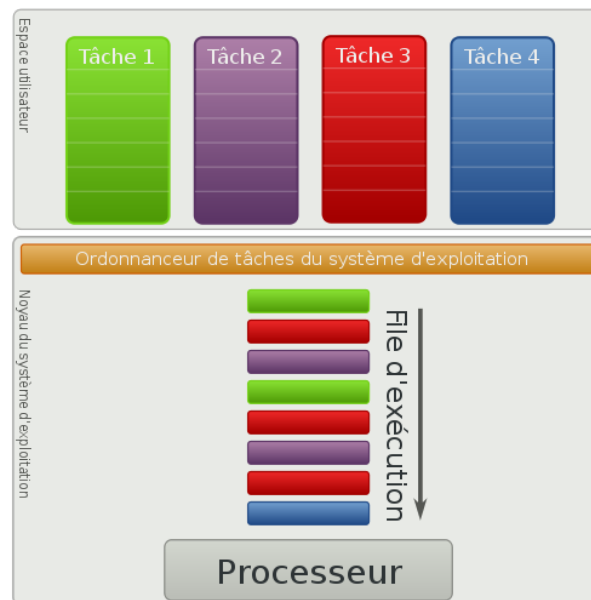 Espace utilisateur
Tâche 1
Tâche 2
Tâche 3
Tâche 4
Ordonnanceur de tâches du système d'exploitation
Noyau du système d'exploitation
File d'exécution
Processeur